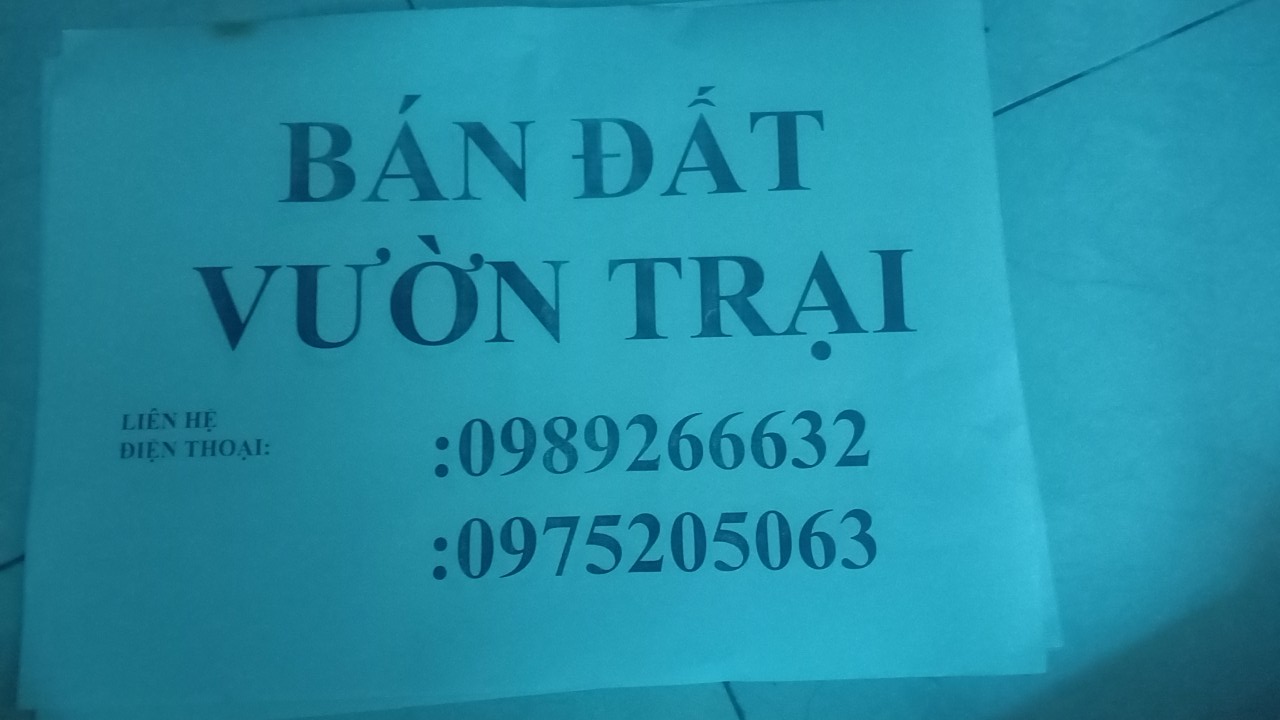 BÁN ĐẤT
VƯỜN TRẠI
LIÊN HỆ
ĐIỆN THOẠI:
:0989266632
:0975205063